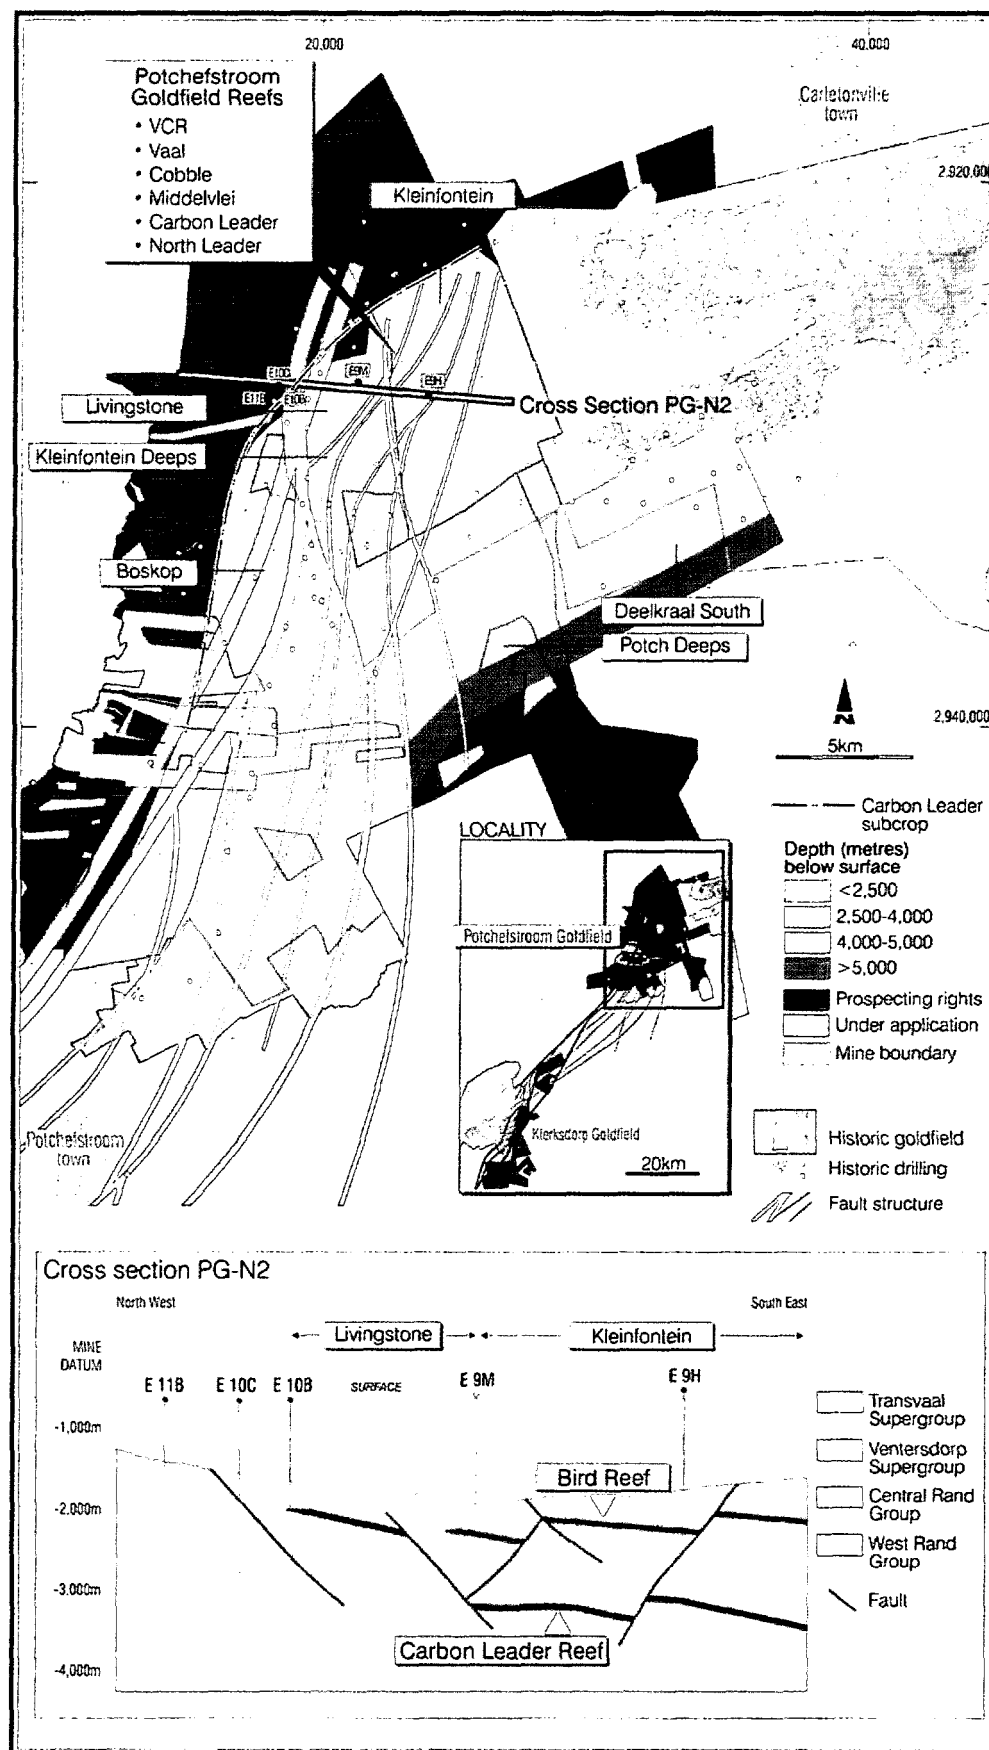 20,000
40,000
Potchefstroom
Goldfield Reefs
• VCR
• Vaal
• Cobble
• Middelvlei
• Carbon Leader
• North Leader
Carletonville
town
2,920,000
Kleinfontein
E10C
E9M
E9H
E11B
E10B
Cross Section PG-N2
Livingstone
Kleinfontein Deeps
Boskop
Deelkraal South
Potch Deeps
N
2,940,000
5km
Carbon Leader
subcrop
Depth (metres)
below surface
<2,500
2,500-4,000
4,000-5,000
>5,000
Prospecting rights
Under application
Mine boundary
Historic goldfield
Historic drilling
Fault structure
LOCALITY
Potchefstroom Goldfield
Klerksdorp Goldfield
20km
Potchefstroom
town
Cross section PG-N2
North West
South East
Livingstone
Kleinfontein
MINE
DATUM
E 11B
E 10C
E 10B
SURFACE
E 9M
E 9H
-1,000m
-2,000m
-3,000m
-4,000m
Bird Reef
Carbon Leader Reef
Transvaal
Supergroup
Ventersdorp
Supergroup
Central Rand
Group
West Rand
Group
Fault